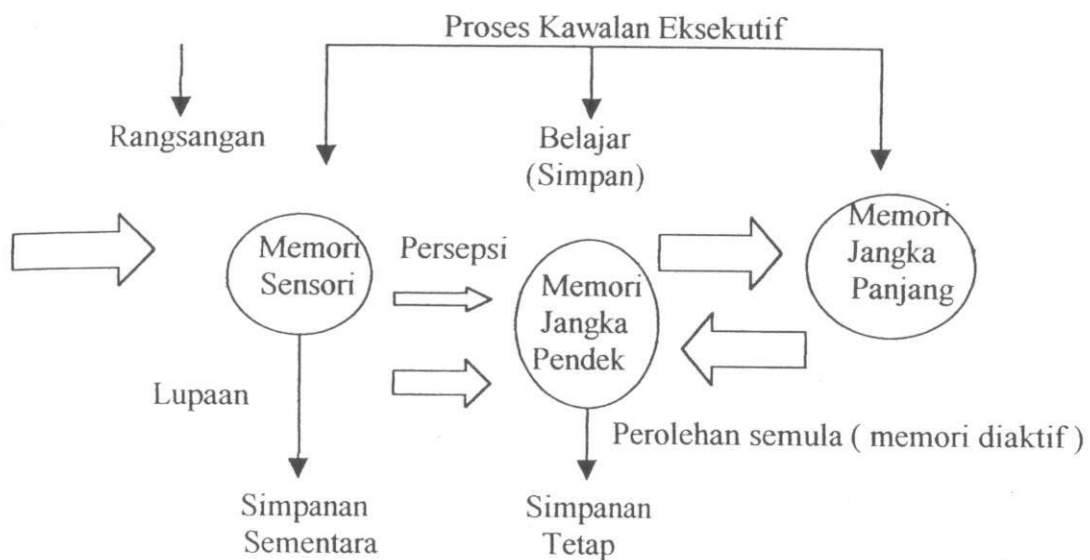 Proses Kawalan Eksekutif
Rangsangan
Belajar
(Simpan)
Memori
Sensori
Persepsi
Memori
Jangka
Pendek
Memori
Jangka
Panjang
Lupaan
Perolehan semula ( memori diaktif )
Simpanan
Sementara
Simpanan
Tetap